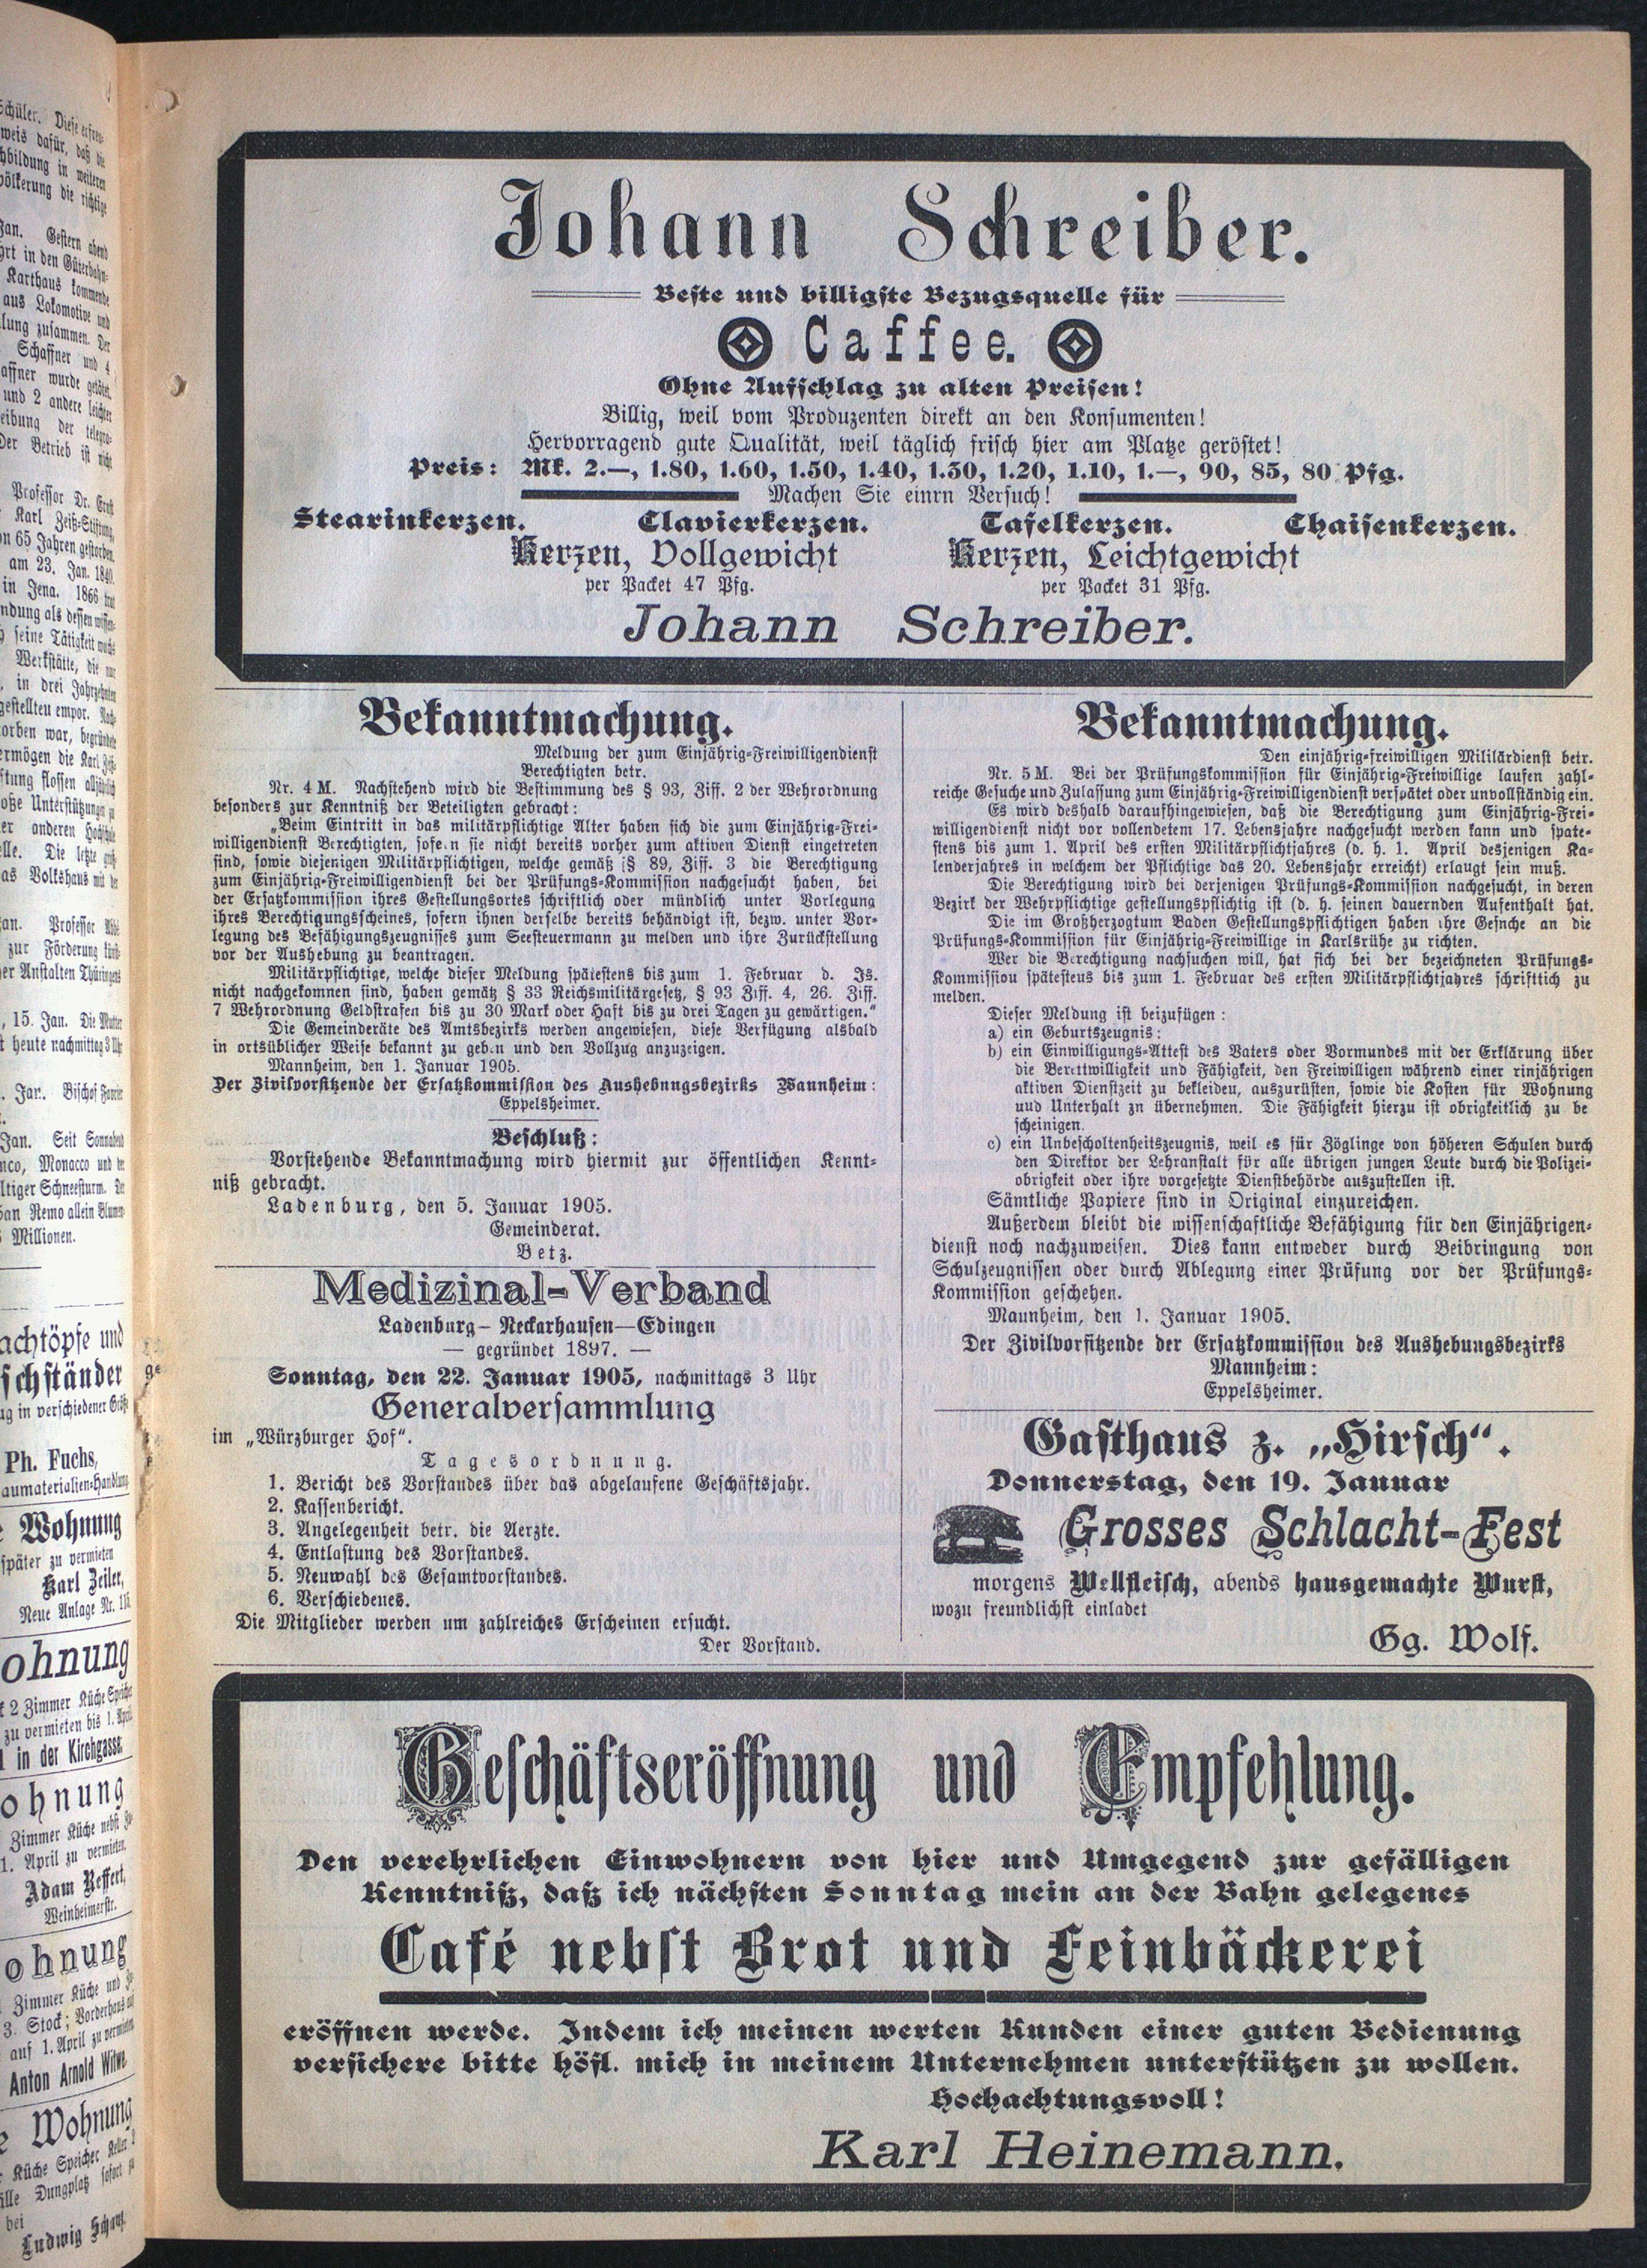 Johann Schreiber.
Beste und billigste Bezugsquelle für
Caffee.
Ohne Aufschlag zu alten Preisen!
Billig, weil vom Produzenten direkt an den Konsumenten!
Hervorragend gute Qualität, weil täglich frisch hier am Platze geröstet!
Preis: Mk. 2.—, 1.80, 1.60, 1.50, 1.40, 1.30, 1.20, 1.10, 1.—, 90, 85, 80 Pfg.
Machen Sie einrn Versuch!
Stearinkerzen. Clavierkerzen. Tafelkerzen. Chaisenkerzen.
Kerzen, Vollgewicht Kerzen, Leichtgewicht
per Packet 47 Pfg. per Packet 31 Pfg.
Johann Schreiber.
Bekanntmachung.
Meldung der zum Einjährig-Freiwilligendienst
Berechtigten betr.
Nr. 4 M. Nachstehend wird die Bestimmung des § 93, Ziff. 2 der Wehrordnung
besonders zur Kenntniß der Beteiligten gebracht:
„Beim Eintritt in das militärpflichtige Alter haben sich die zum Einjährig-Frei-
willigendienst Berechtigten, sofe.n sie nicht bereits vorher zum aktiven Dienst eingetreten
sind, sowie diejenigen Militärpflichtigen, welche gemäß § 89, Ziff. 3 die Berechtigung
zum Einjährig-Freiwilligendienst bei der Prüfungs-Kommission nachgesucht haben, bei
der Ersatzkommission ihres Gestellungsortes schriftlich oder mündlich unter Vorlegung
ihres Berechtigungsscheines, sofern ihnen derselbe bereits behändigt ist, bezw. unter Vor-
legung des Befähigungszeugnisses zum Seesteuermann zu melden und ihre Zurückstellung
vor der Aushebung zu beantragen.
Militärpflichtige, welche dieser Meldung spätestens bis zum 1. Februar d. Js.
nicht nachgekomnen sind, haben gemäß § 33 Reichsmilitärgesetz, § 93 Ziff. 4, 26. Ziff.
7 Wehrordnung Geldstrafen bis zu 30 Mark oder Haft bis zu drei Tagen zu gewärtigen."
Die Gemeinderäte des Amtsbezirks werden angewiesen, diese Verfügung alsbald
in ortsüblicher Weise bekannt zu geb.n und den Vollzug anzuzeigen.
Mannheim, den 1. Januar 1905.
Der Zivilvorsitzende der Ersatzkommission des Aushebungsbezirks Mannheim:
Eppelsheimer.
Beschluß:
Vorstehende Bekanntmachung wird hiermit zur öffentlichen Kennt-
niß gebracht.
Ladenburg, den 5. Januar 1905.
Gemeinderat.
Betz.
Medizinal-Verband
Ladenburg— Neckarhausen—Edingen
— gegründet 1897. —
Sonntag, den 22. Januar 1905, nachmittags 3 Uhr
Generalversammlung
im „Würzburger Hof“.
Tagesordnung.
1. Bericht des Vorstandes über das abgelaufene Geschäftsjahr.
2. Kassenbericht.
3. Angelegenheit betr. die Aerzte.
4. Entlastung des Vorstandes.
5. Neuwahl des Gesamtvorstandes.
6. Verschiedenes.
Die Mitglieder werden um zahlreiches Erscheinen ersucht.
Der Vorstand.
Bekanntmachung.
Den einjährig-freiwilligen Militärdienst betr.
Nr. 5 M. Bei der Prüfungskommission für Einjährig-Freiwillige laufen zahl-
reiche Gesuche und Zulassung zum Einjährig-Freiwilligendienst verspätet oder unvollständig ein.
Es wird deshalb daraufhingewiesen, daß die Berechtigung zum Einjährig-Frei-
willigendienst nicht vor vollendetem 17. Lebensjahre nachgesucht werden kann und spate-
stens bis zum 1. April des ersten Militärpflichtjahres (d. h. 1. April desjenigen Ka-
lenderjahres in welchem der Pflichtige das 20. Lebensjahr erreicht) erlaugt sein muß.
Die Berechtigung wird bei derjenigen Prüfungs-Kommission nachgesucht, in deren
Bezirk der Wehrpflichtige gestellungspflichtig ist (d. h. seinen dauernden Aufenthalt hat.
Die im Großherzogtum Baden Gestellungspflichtigen haben ihre Gesnche an die
Prüfungs-Kommission für Einjährig-Freiwillige in Karlsrühe zu richten.
Wer die Berechtigung nachsuchen will, hat sich bei der bezeichneten Prüfungs-
Kommissiou spätestens bis zum 1. Februar des ersten Militärpflichtjahres schrifttich zu
melden.
Dieser Meldung ist beizufügen:
a) ein Geburtszeugnis:
b) ein Einwilligungs-Attest des Vaters oder Vormundes mit der Erklärung über
die Berettwilligkeit und Fähigkeit, den Freiwilligen während einer rinjährigen
aktiven Dienstzeit zu bekleiden, auszurüsten, sowie die Kosten für Wohnung
uud Unterhalt zn übernehmen. Die Fähigkeit hierzu ist obrigkeitlich zu be
scheinigen.
c) ein Unbescholtenheitszeugnis, weil es für Zöglinge von höheren Schulen durch
den Direktor der Lehranstalt für alle übrigen jungen Leute durch die Polizei-
obrigkeit oder ihre vorgesetzte Dienstbehörde auszustellen ist.
Sämtliche Papiere sind in Original einzureichen.
Außerdem bleibt die wissenschaftliche Befähigung für den Einjährigen-
dienst noch nachzuweisen. Dies kann entweder durch Beibringung von
Schulzeugnissen oder durch Ablegung einer Prüfung vor der Prüfungs-
Kommission geschehen.
Mannheim, den 1. Januar 1905.
Der Zivilvorsitzende der Ersatzkommission des Aushebungsbezirks
Mannheim:
Eppelsheimer.
Gasthaus z. „Hirsch“.
Donnerstag, den 19. Januar
Grosses Schlacht-Fest
morgens Wellfleisch, abends hausgemachte Wurst,
wozu freundlichst einladet
Gg. Wolf.
Geschäftseröffnung und Empfehlung.
Den verehrlichen Einwohnern von hier und Umgegend zur gefälligen
Kenntniß, daß ich nächsten Sonntag mein an der Bahn gelegenes
Café nebst Brot und Feinbäckerei
eröffnen werde. Indem ich meinen werten Kunden einer guten Bedienung
versichere bitte höfl. mich in meinem Unternehmen unterstützen zu wollen.
Hochachtungsvoll!
Karl Heinemann.